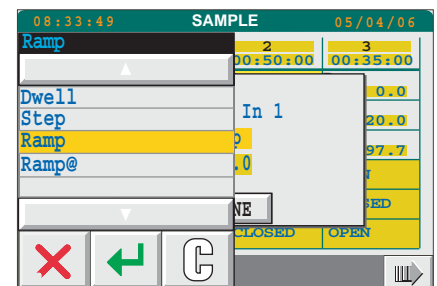 08:33:49 SAMPLE 05/04/06
Ramp
2 3
00:50:00 00:35:00
Dwell
Step
Ramp
Ramp@
In 1
.0
0.0
20.0
97.7
CLOSED OPEN
C